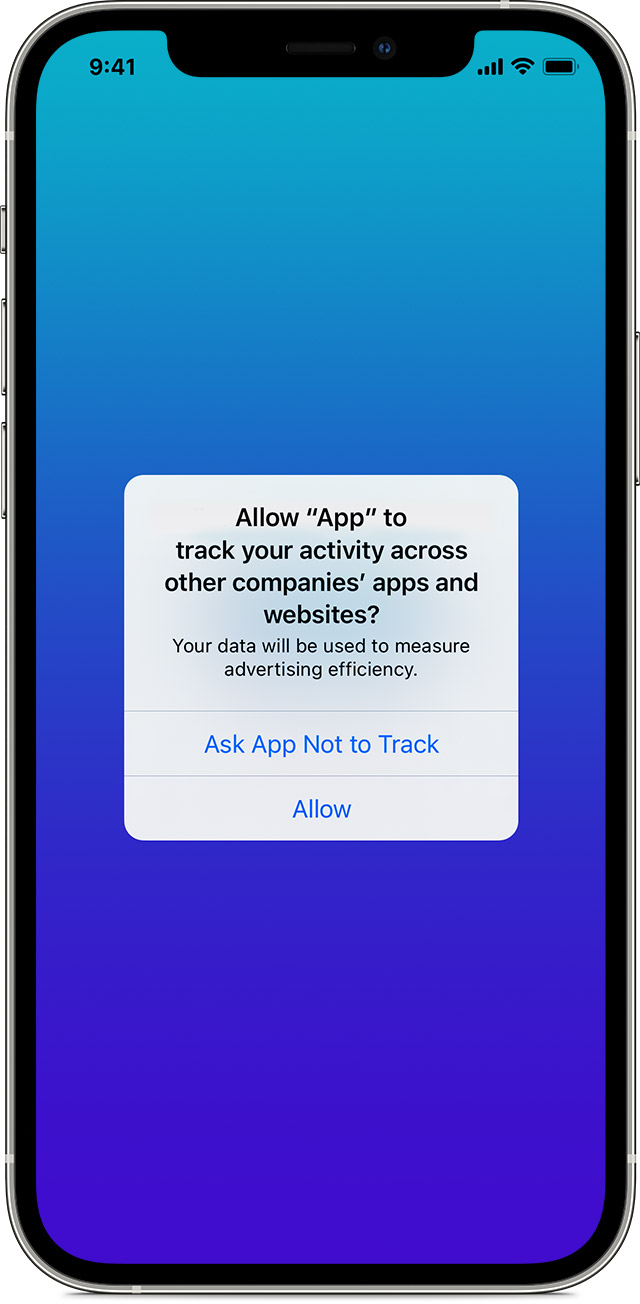 9:41
Allow “App” to
track your activity across
other companies’ apps and
websites?
Your data will be used to measure
advertising efficiency.
Ask App Not to Track
Allow